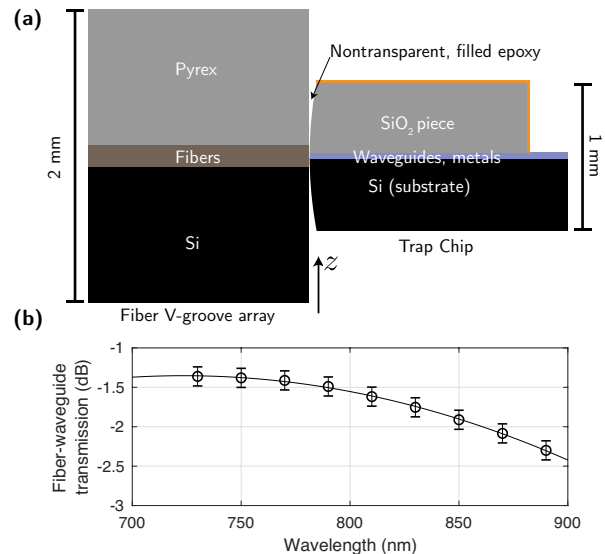 (a)
Nontransparent, filled epoxy
Pyrex
SiO2 piece
2 mm
1 mm
Fibers
Waveguides, metals
Si (substrate)
Si
Trap Chip
z
Fiber V-groove array
(b)
Fiber-waveguide
transmission (dB)
-1
-1.5
-2
-2.5
-3
700
750
800
850
900
Wavelength (nm)